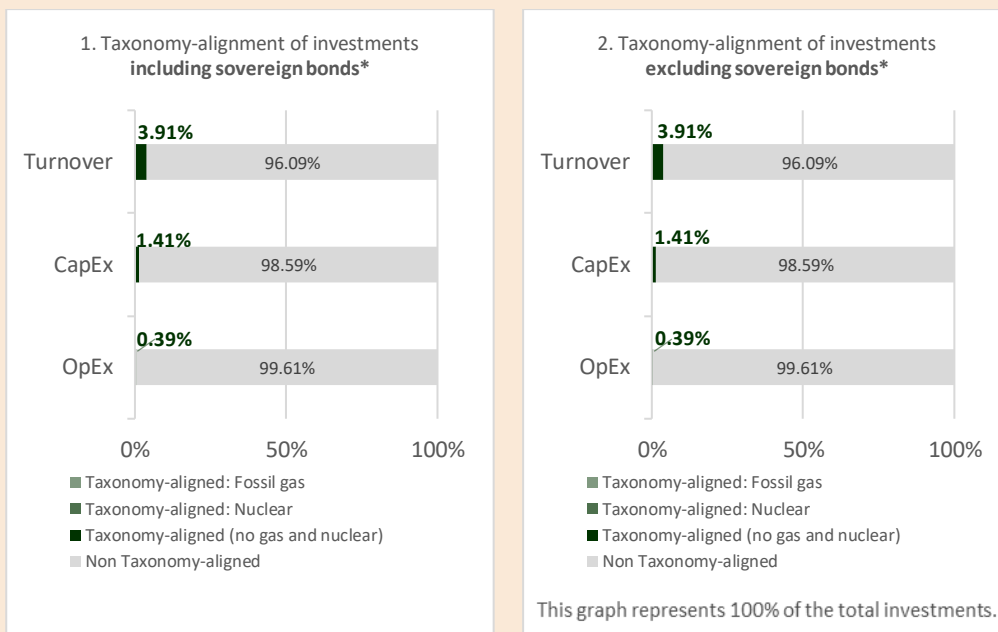 1. Taxonomy-alignment of investments
including sovereign bonds*
3.91%
Turnover
96.09%
1.41%
CapEx
98.59%
0.39%
OpEx
99.61%
0%
50%
100%
Taxonomy-aligned: Fossil gas
Taxonomy-aligned: Nuclear
Taxonomy-aligned (no gas and nuclear)
Non Taxonomy-aligned
2. Taxonomy-alignment of investments
excluding sovereign bonds*
3.91%
Turnover
96.09%
1.41%
CapEx
98.59%
0.39%
OpEx
99.61%
0%
50%
100%
Taxonomy-aligned: Fossil gas
Taxonomy-aligned: Nuclear
Taxonomy-aligned (no gas and nuclear)
Non Taxonomy-aligned
This graph represents 100% of the total investments.